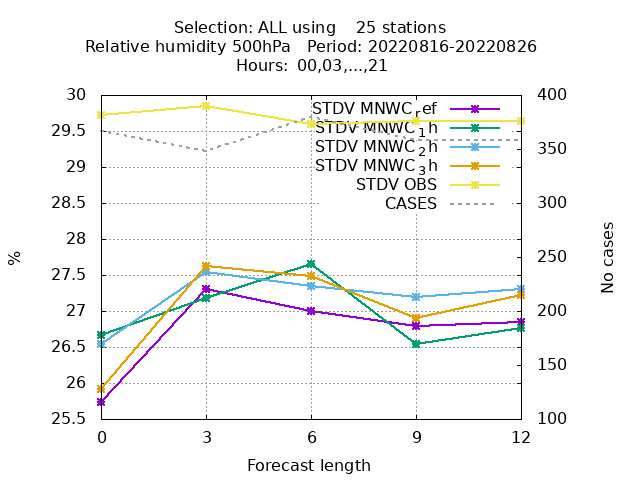 Selection: ALL using    25 stations
Relative humidity 500hPa   Period: 20220816-20220826
Hours: 00,03,...,21
30 400
STDV MNWC_ref
29.5 STDV MNWC_1h
350
29 STDV MNWC_2h
STDV MNWC_3h
STDV OBS
28.5 CASES 300
28
27.5 250
% No cases
27 200
26.5
150
26
25.5 100
0 3 6 9 12
Forecast length